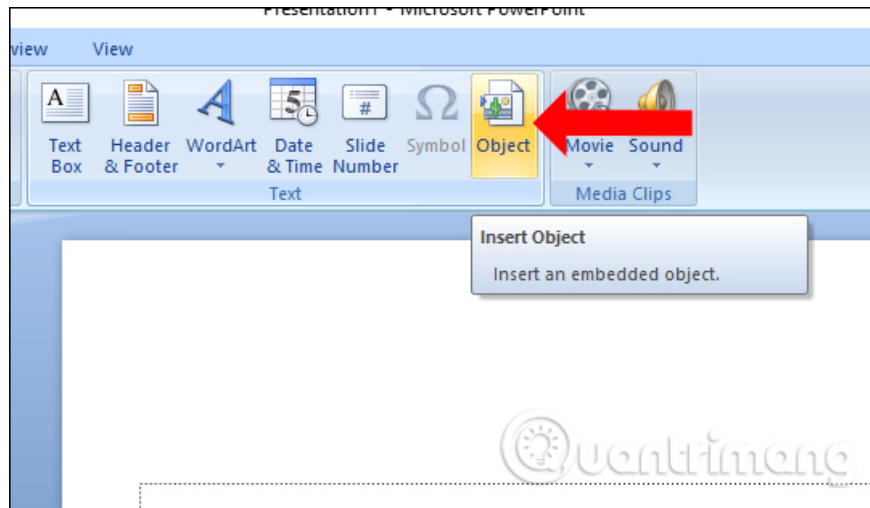 Presentation1 - Microsoft PowerPoint
view View
A
5
#
Ω
Text Box
Header & Footer
WordArt
Date & Time
Slide Number
Symbol
Object
Movie
Sound
Text
Media Clips
Insert Object
Insert an embedded object.
Quantrimang